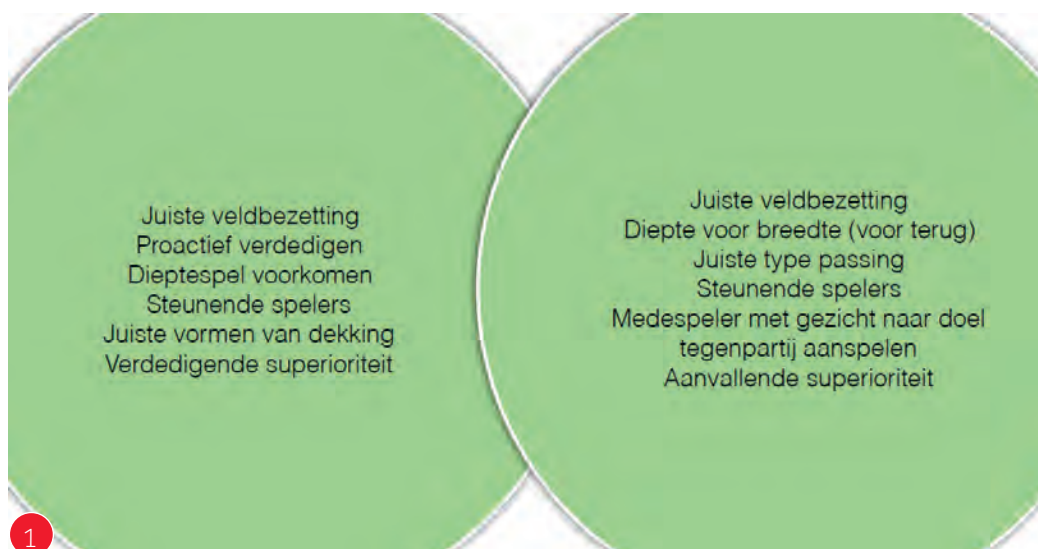 Juiste veldbezetting
Proactief verdedigen
Dieptespel voorkomen
Steunende spelers
Juiste vormen van dekking
Verdedigende superioriteit
Juiste veldbezetting
Diepte voor breedte (voor terug)
Juiste type passing
Steunende spelers
Medespeler met gezicht naar doel
tegenpartij aanspelen
Aanvallende superioriteit
1